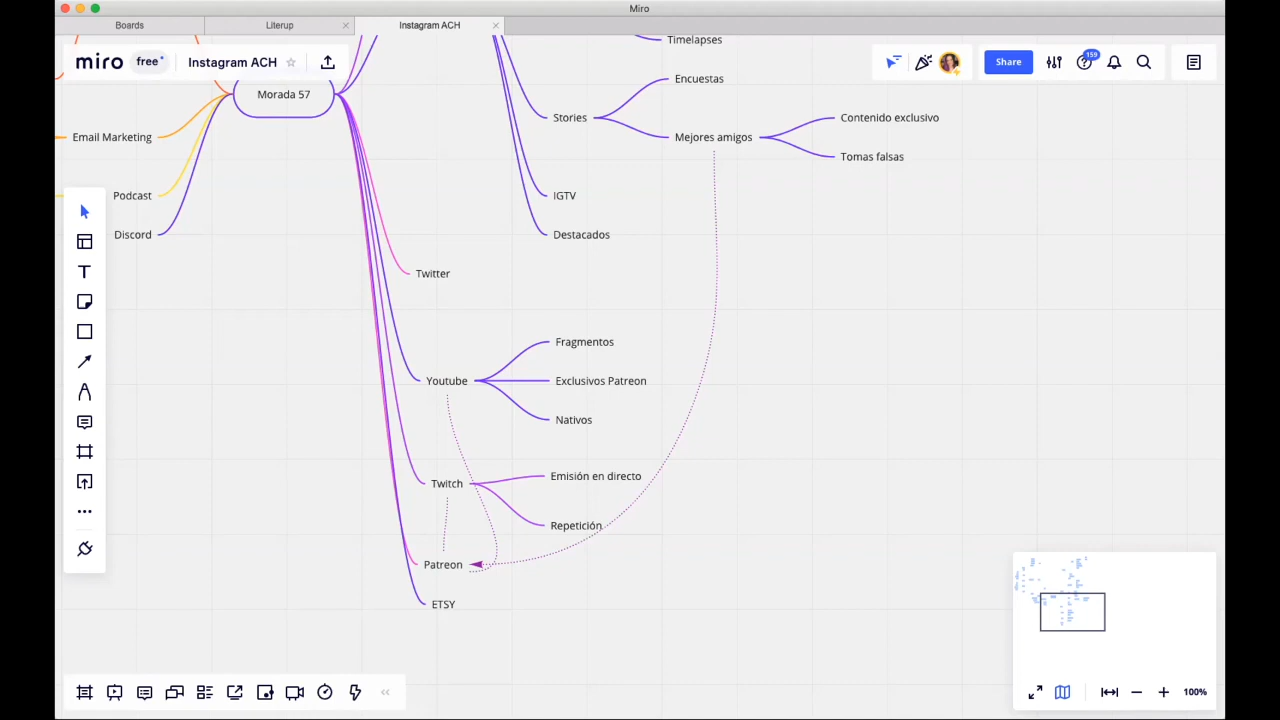 Miro
Boards
Literup
Instagram ACH
miro
free
Instagram ACH
159
Share
Timelapses
Encuestas
Morada 57
Stories
Contenido exclusivo
Email Marketing
Mejores amigos
Tomas falsas
Podcast
IGTV
Discord
Destacados
Twitter
Fragmentos
Youtube
Exclusivos Patreon
Nativos
Emisión en directo
Twitch
Repetición
Patreon
ETSY
100%